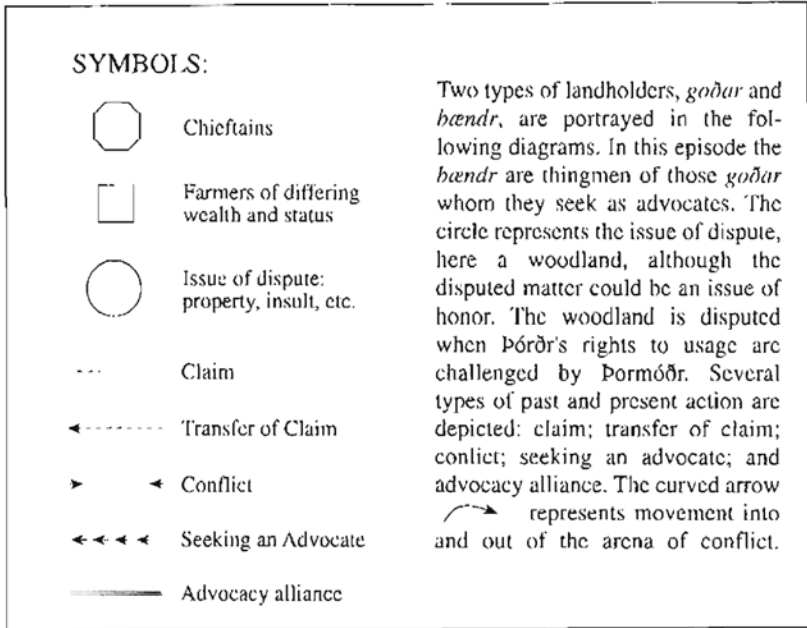 SYMBOLS:
Chieftains
Farmers of differing
wealth and status
Issue of dispute:
property, insult, etc.
Claim
Transfer of Claim
Conflict
Seeking an Advocate
Advocacy alliance
Two types of landholders, goðar and
bændr, are portrayed in the fol-
lowing diagrams. In this episode the
bændr are thingmen of those goðar
whom they seek as advocates. The
circle represents the issue of dispute,
here a woodland, although the
disputed matter could be an issue of
honor. The woodland is disputed
when Þórðr's rights to usage are
challenged by Þormóðr. Several
types of past and present action are
depicted: claim; transfer of claim;
conlict; seeking an advocate; and
advocacy alliance. The curved arrow
represents movement into
and out of the arena of conflict.